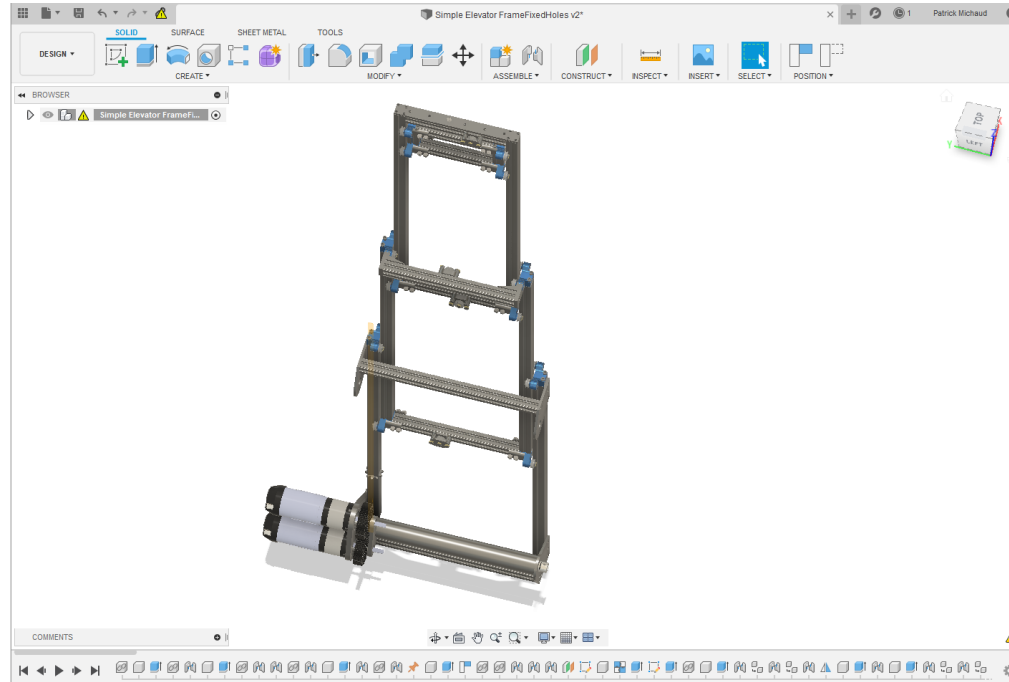 Simple Elevator FrameFixedHoles v2*
1
Patrick Michaud
DESIGN
SOLID SURFACE SHEET METAL TOOLS
CREATE MODIFY ASSEMBLE CONSTRUCT INSPECT INSERT SELECT POSITION
BROWSER
Simple Elevator FrameFi...
TOP
LEFT
Y
COMMENTS